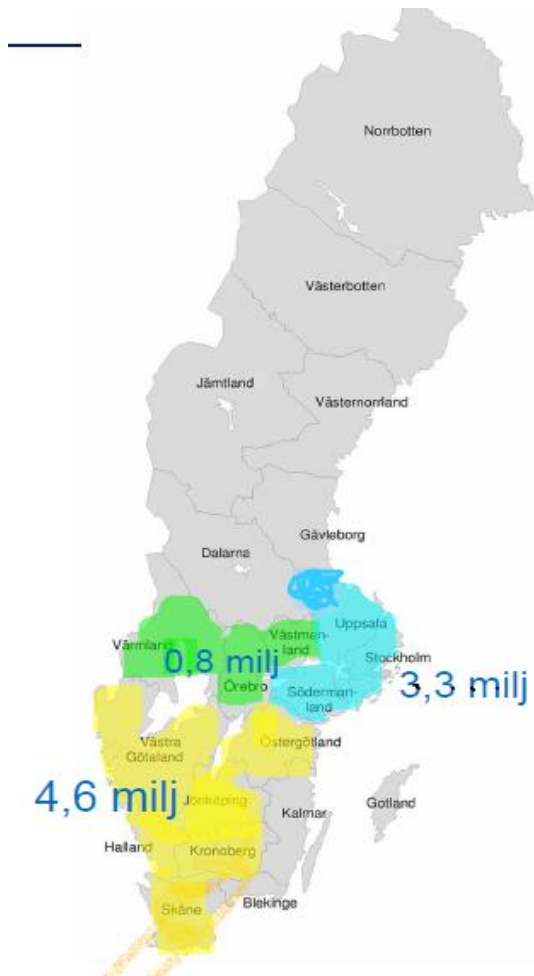 Norrbotten
Västerbotten
Jämtland
Västernorrland
Gävleborg
Dalarna
Uppsala
Värmland
Västman-
land
0,8 milj
Stockholm
Örebro
Söderman-
land
3,3 milj
Västra
Götaland
Östergötland
4,6 milj
Jönköping
Kalmar
Gotland
Halland
Kronoberg
Skåne
Blekinge